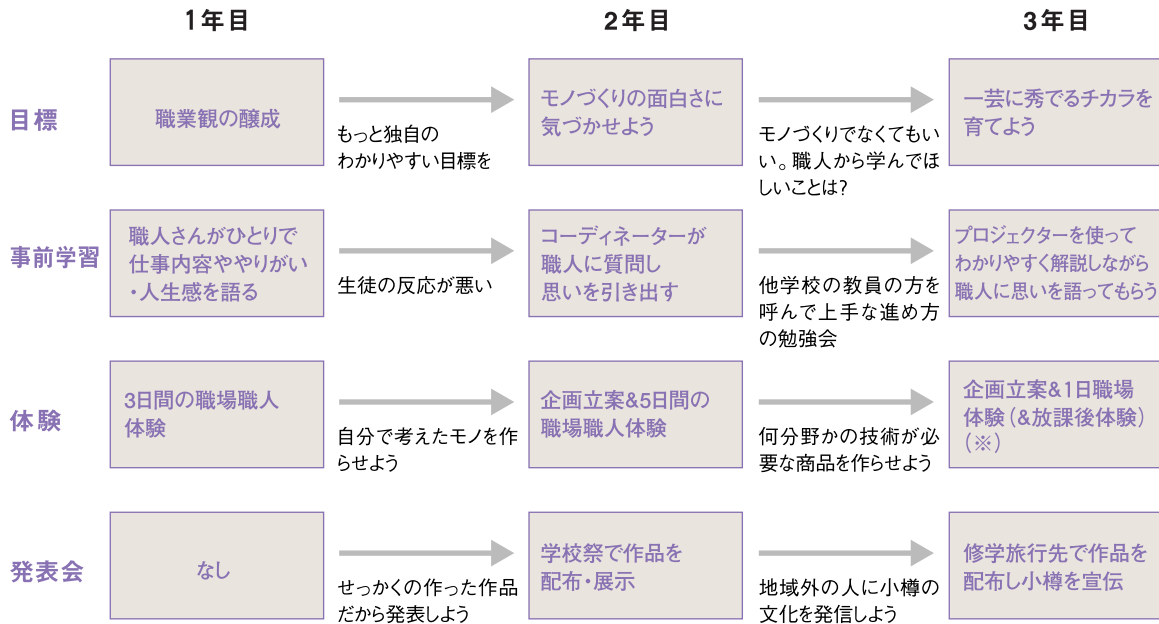 1年目
2年目
3年目
目標
職業観の醸成
もっと独自の
わかりやすい目標を
モノづくりの面白さに
気づかせよう
モノづくりでなくてもい
い。職人から学んでほ
しいことは?
一芸に秀でるチカラを
育てよう
事前学習
職人さんがひとりで
仕事内容ややりがい
・人生感を語る
生徒の反応が悪い
コーディネーターが
職人に質問し
思いを引き出す
他学校の教員の方を
呼んで上手な進め方
の勉強会
プロジェクターを使って
わかりやすく解説しながら
職人に思いを語ってもらう
体験
3日間の職場職人
体験
自分で考えたモノを作
らせよう
企画立案&5日間の
職場職人体験
何分野かの技術が必
要な商品を作らせよう
企画立案&1日職場
体験(&放課後体験)
(※)
発表会
なし
せっかくの作った作品
だから発表しよう
学校祭で作品を
配布・展示
地域外の人に小樽の
文化を発信しよう
修学旅行先で作品を
配布し小樽を宣伝